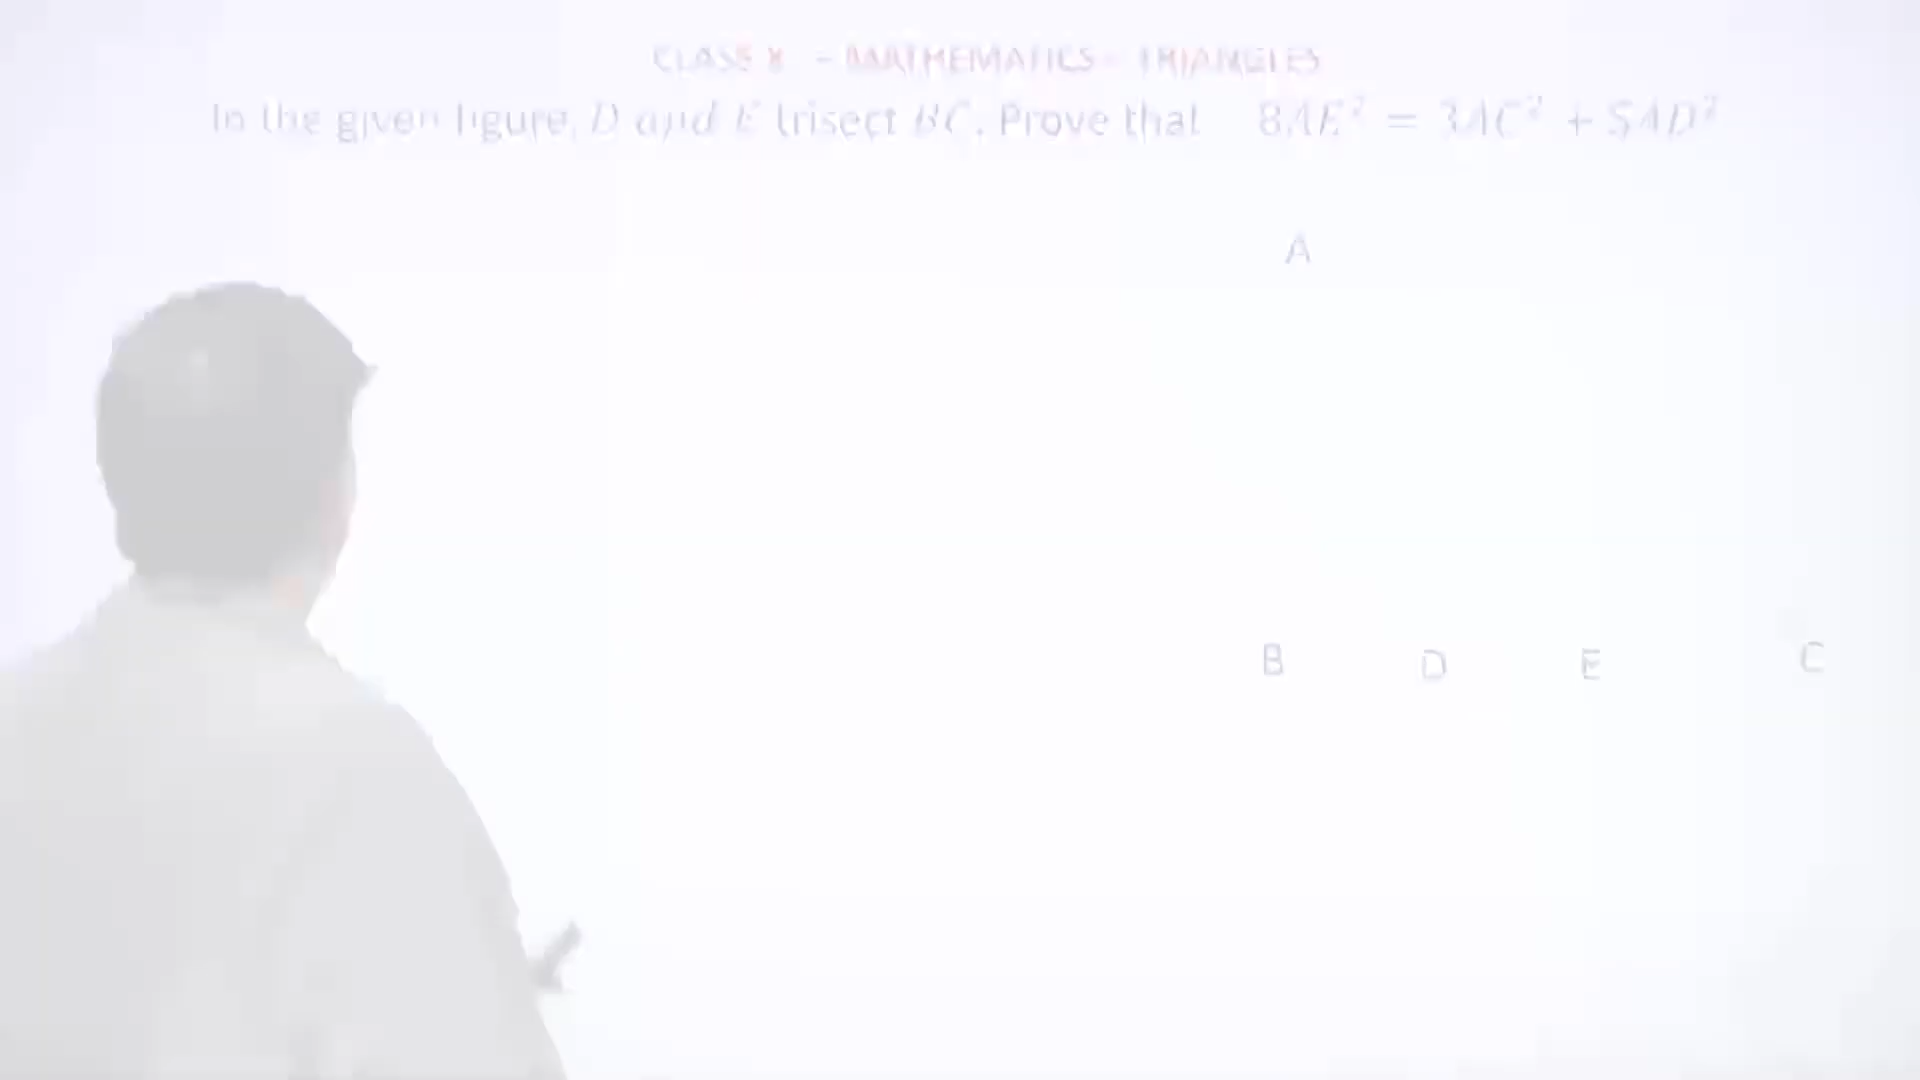 CLASS X - MATHEMATICS - TRIANGLES
In the given figure, D and E trisect BC. Prove that 8AE² = 3AC² + 5AD²
A
B D E C